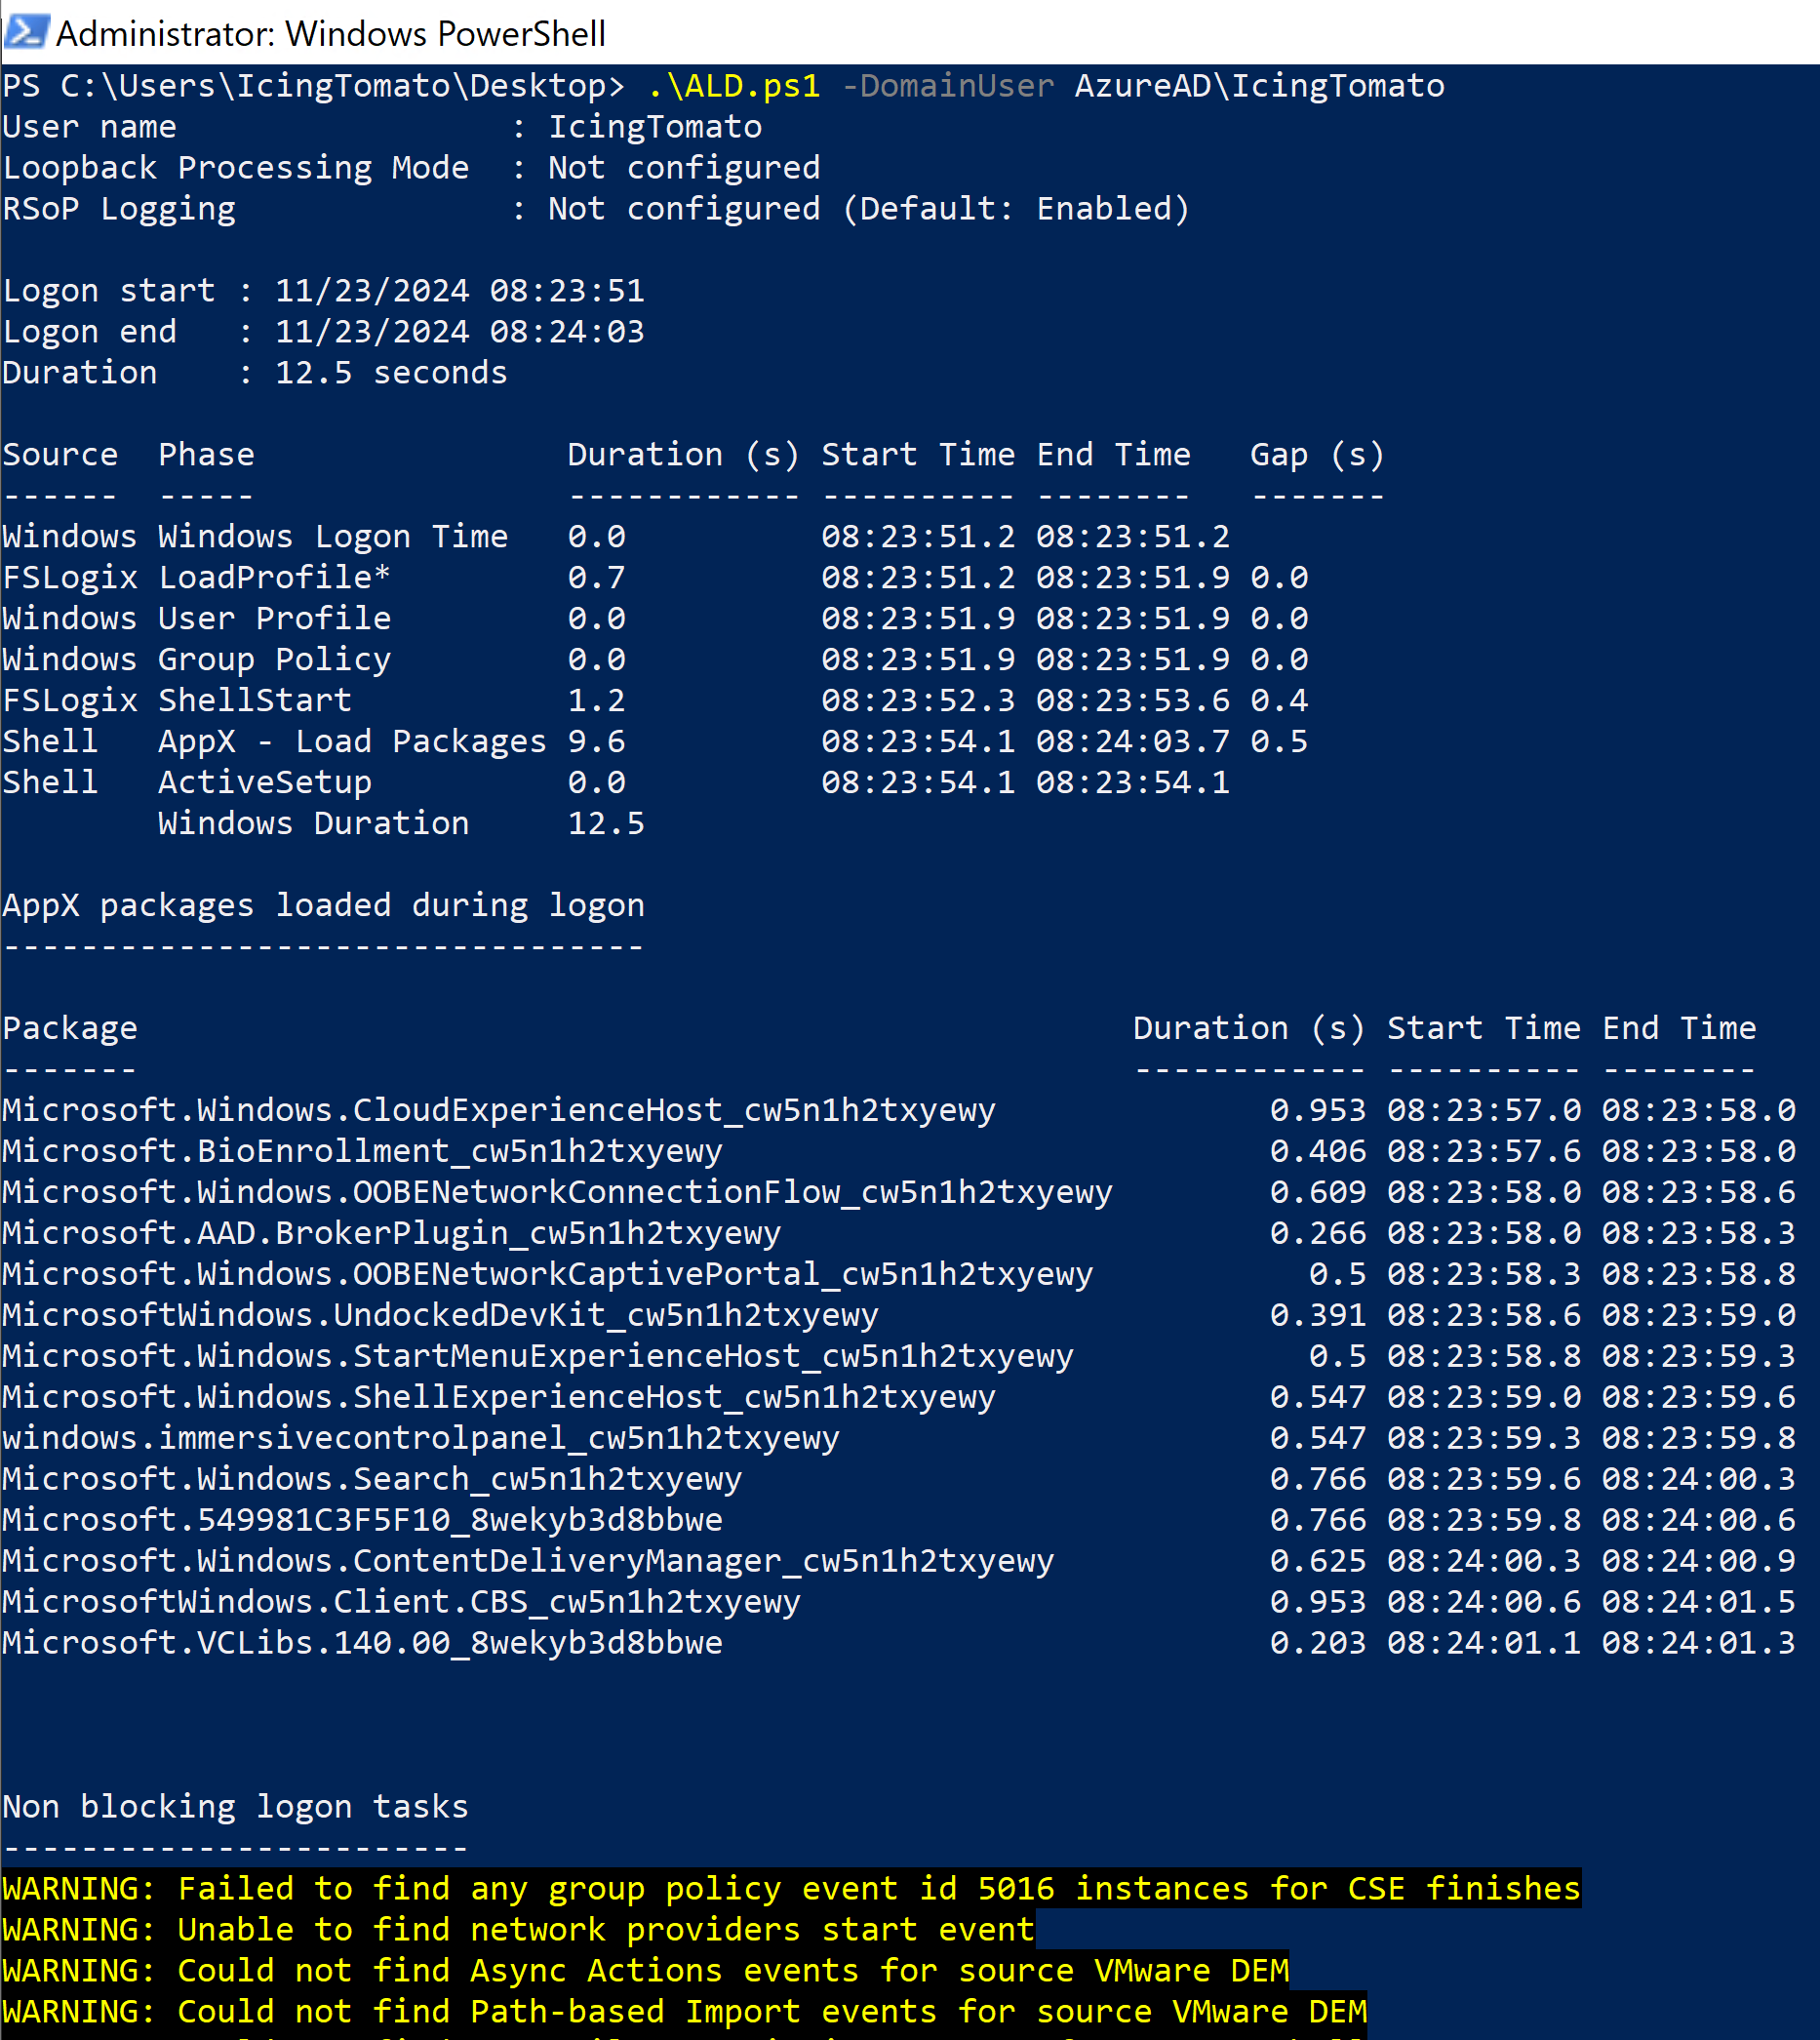 Administrator: Windows PowerShell
PS C:\Users\IcingTomato\Desktop> .\ALD.ps1 -DomainUser AzureAD\IcingTomato
User name                 : IcingTomato
Loopback Processing Mode  : Not configured
RSoP Logging              : Not configured (Default: Enabled)
Logon start : 11/23/2024 08:23:51
Logon end   : 11/23/2024 08:24:03
Duration    : 12.5 seconds
Source  Phase                Duration (s) Start Time End Time   Gap (s)
------  -----                ------------ ---------- --------   -------
Windows Windows Logon Time   0.0          08:23:51.2 08:23:51.2
FSLogix LoadProfile*         0.7          08:23:51.2 08:23:51.9 0.0
Windows User Profile         0.0          08:23:51.9 08:23:51.9 0.0
Windows Group Policy         0.0          08:23:51.9 08:23:51.9 0.0
FSLogix ShellStart           1.2          08:23:52.3 08:23:53.6 0.4
Shell   AppX - Load Packages 9.6          08:23:54.1 08:24:03.7 0.5
Shell   ActiveSetup          0.0          08:23:54.1 08:23:54.1
        Windows Duration     12.5
AppX packages loaded during logon
---------------------------------
Package                                                   Duration (s) Start Time End Time
-------                                                   ------------ ---------- --------
Microsoft.Windows.CloudExperienceHost_cw5n1h2txyewy              0.953 08:23:57.0 08:23:58.0
Microsoft.BioEnrollment_cw5n1h2txyewy                            0.406 08:23:57.6 08:23:58.0
Microsoft.Windows.OOBENetworkConnectionFlow_cw5n1h2txyewy        0.609 08:23:58.0 08:23:58.6
Microsoft.AAD.BrokerPlugin_cw5n1h2txyewy                         0.266 08:23:58.0 08:23:58.3
Microsoft.Windows.OOBENetworkCaptivePortal_cw5n1h2txyewy           0.5 08:23:58.3 08:23:58.8
MicrosoftWindows.UndockedDevKit_cw5n1h2txyewy                    0.391 08:23:58.6 08:23:59.0
Microsoft.Windows.StartMenuExperienceHost_cw5n1h2txyewy            0.5 08:23:58.8 08:23:59.3
Microsoft.Windows.ShellExperienceHost_cw5n1h2txyewy              0.547 08:23:59.0 08:23:59.6
windows.immersivecontrolpanel_cw5n1h2txyewy                      0.547 08:23:59.3 08:23:59.8
Microsoft.Windows.Search_cw5n1h2txyewy                           0.766 08:23:59.6 08:24:00.3
Microsoft.549981C3F5F10_8wekyb3d8bbwe                            0.766 08:23:59.8 08:24:00.6
Microsoft.Windows.ContentDeliveryManager_cw5n1h2txyewy           0.625 08:24:00.3 08:24:00.9
MicrosoftWindows.Client.CBS_cw5n1h2txyewy                        0.953 08:24:00.6 08:24:01.5
Microsoft.VCLibs.140.00_8wekyb3d8bbwe                            0.203 08:24:01.1 08:24:01.3
Non blocking logon tasks
------------------------
WARNING: Failed to find any group policy event id 5016 instances for CSE finishes
WARNING: Unable to find network providers start event
WARNING: Could not find Async Actions events for source VMware DEM
WARNING: Could not find Path-based Import events for source VMware DEM